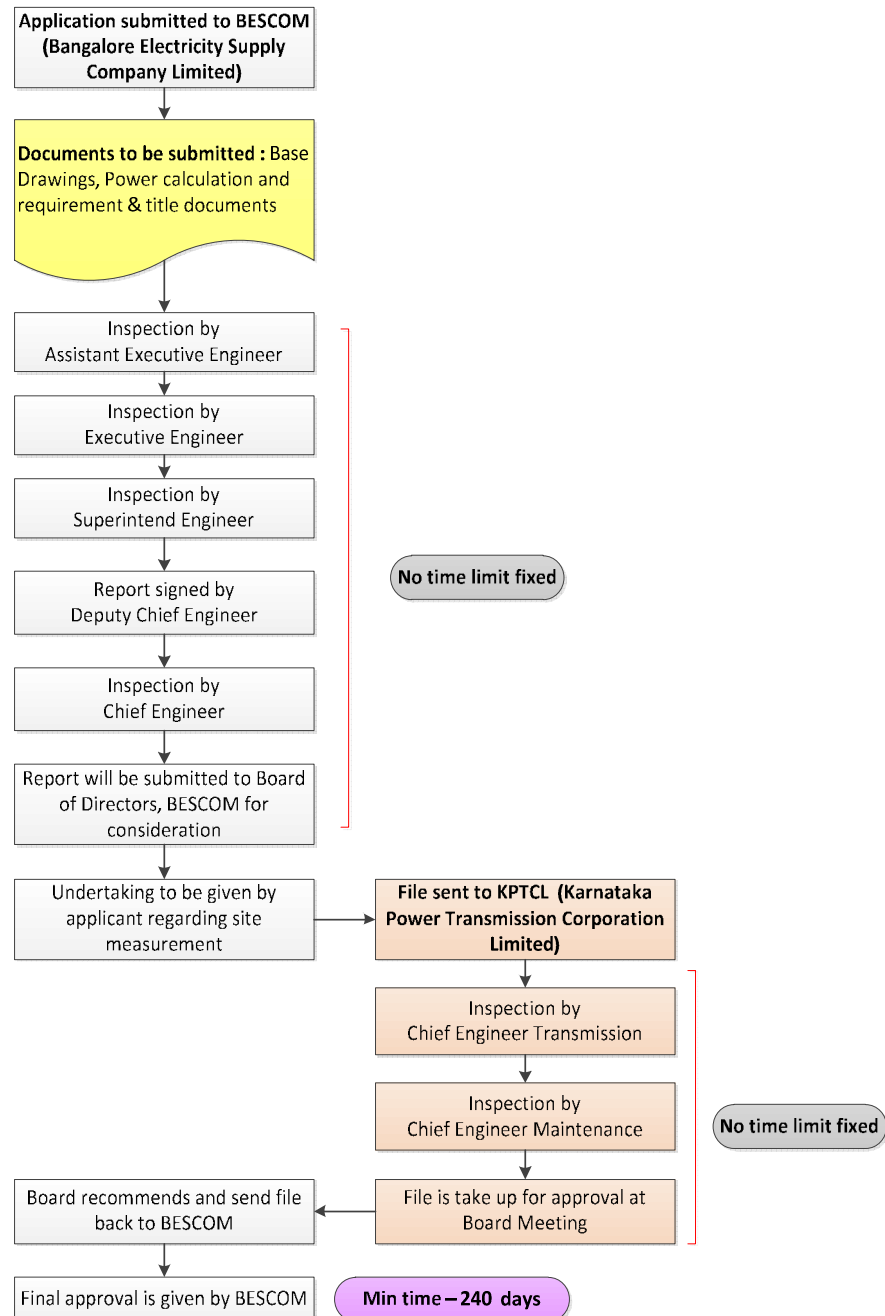 Application submitted to BESCOM
(Bangalore Electricity Supply
Company Limited)
Documents to be submitted : Base
Drawings, Power calculation and
requirement & title documents
Inspection by
Assistant Executive Engineer
Inspection by
Executive Engineer
Inspection by
Superintend Engineer
No time limit fixed
Report signed by
Deputy Chief Engineer
Inspection by
Chief Engineer
Report will be submitted to Board
of Directors, BESCOM for
consideration
Undertaking to be given by
applicant regarding site
measurement
File sent to KPTCL (Karnataka
Power Transmission Corporation
Limited)
Inspection by
Chief Engineer Transmission
Inspection by
Chief Engineer Maintenance
No time limit fixed
File is take up for approval at
Board Meeting
Board recommends and send file
back to BESCOM
Final approval is given by BESCOM
Min time – 240 days